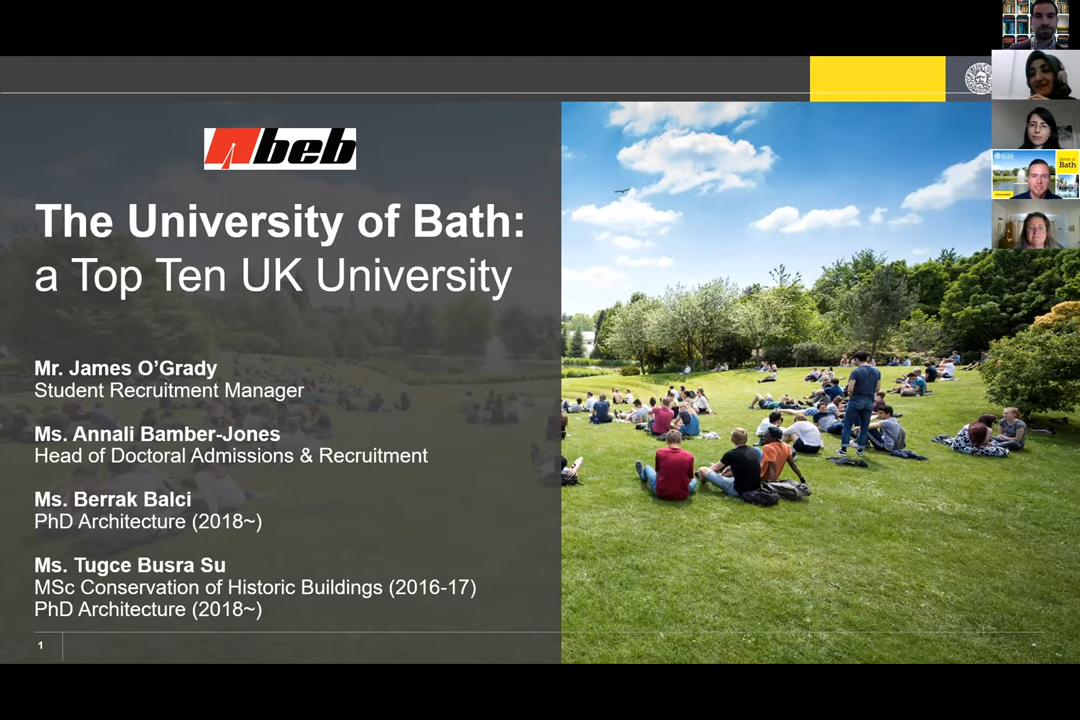 beb
The University of Bath:
a Top Ten UK University
Mr. James O’Grady
Student Recruitment Manager
Ms. Annali Bamber-Jones
Head of Doctoral Admissions & Recruitment
Ms. Berrak Balci
PhD Architecture (2018~)
Ms. Tugce Busra Su
MSc Conservation of Historic Buildings (2016-17)
PhD Architecture (2018~)
1
BATH
Bath